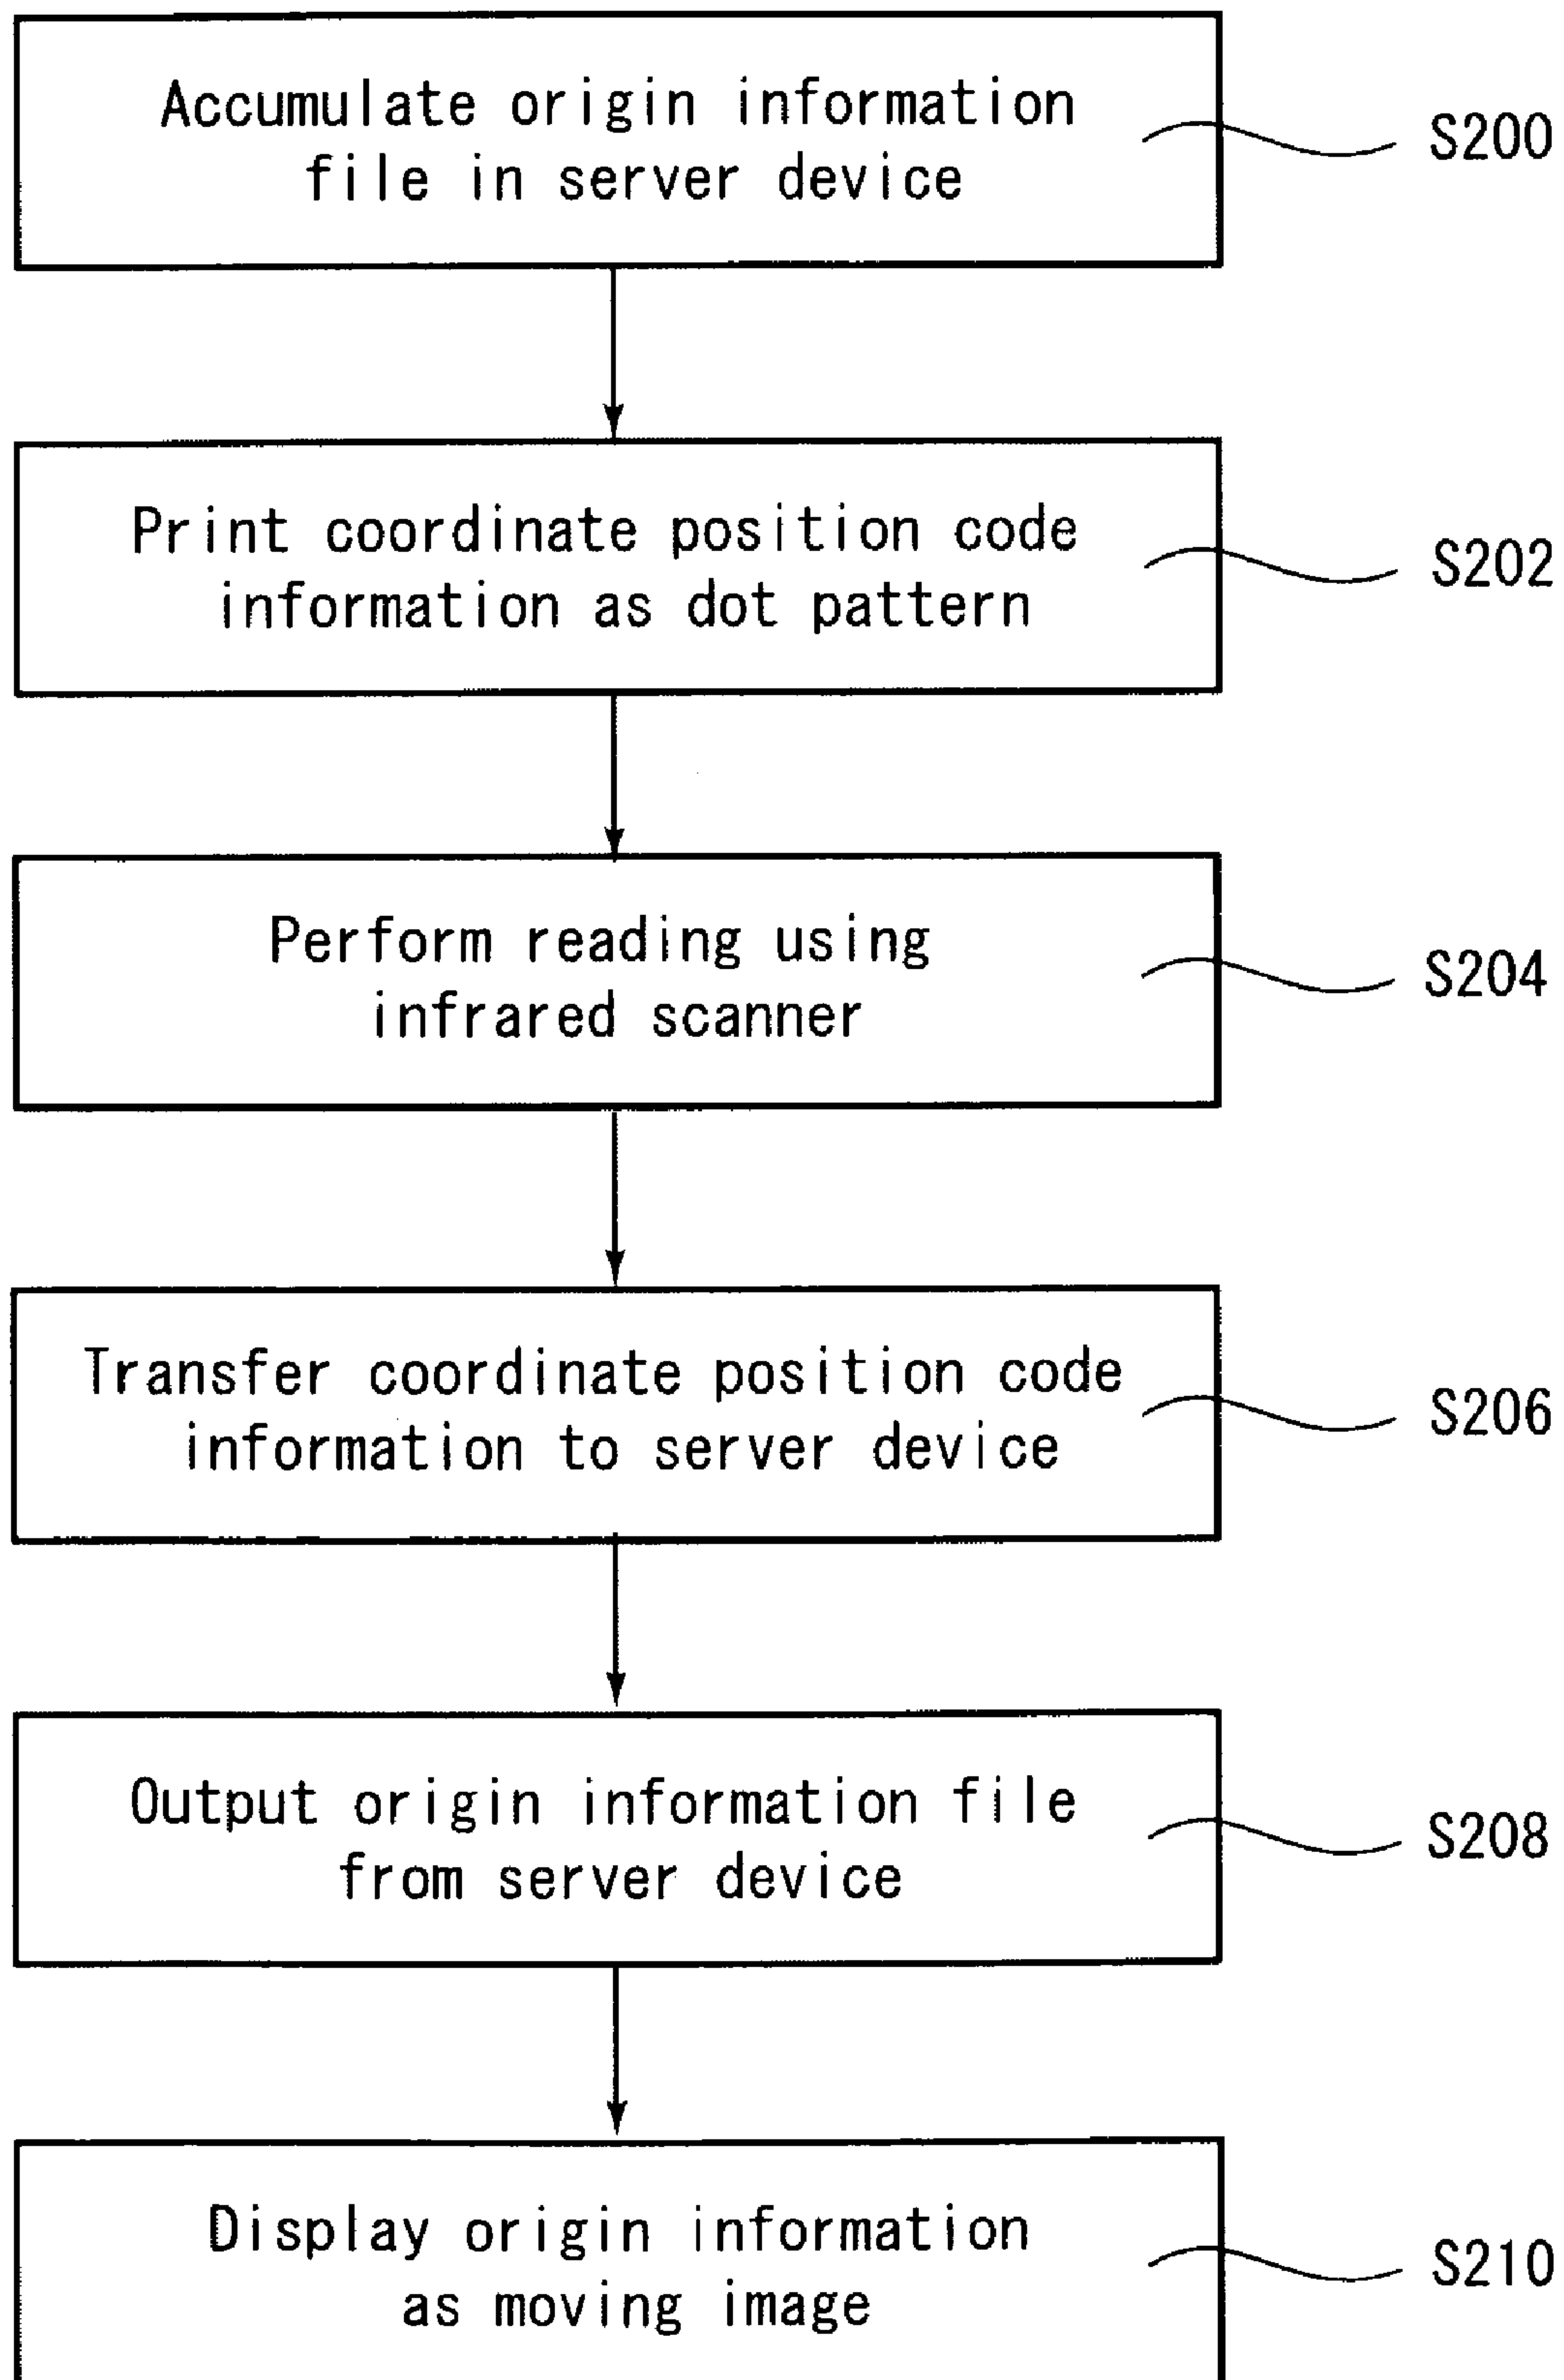 Accumulate origin information
file in server device
S200
Print coordinate position code
information as dot pattern
S202
Perform reading using
infrared scanner
S204
Transfer coordinate position code
information to server device
S206
Output origin information file
from server device
S208
Display origin information
as moving image
S210